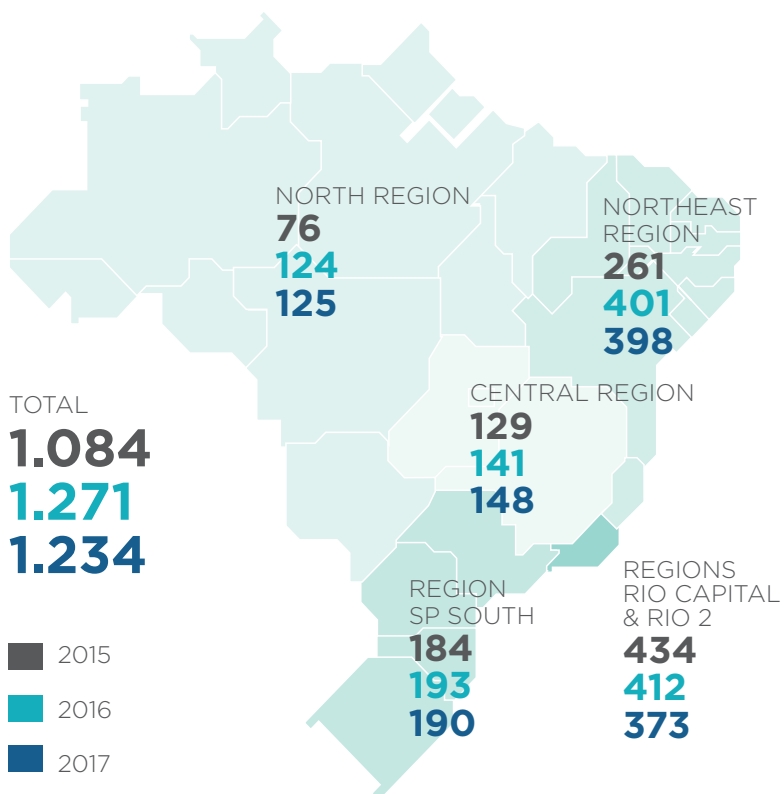 NORTH REGION
76
124
125
NORTHEAST
REGION
261
401
398
CENTRAL REGION
129
141
148
TOTAL
1.084
1.271
1.234
REGION
SP SOUTH
184
193
190
REGIONS
RIO CAPITAL
& RIO 2
434
412
373
2015
2016
2017